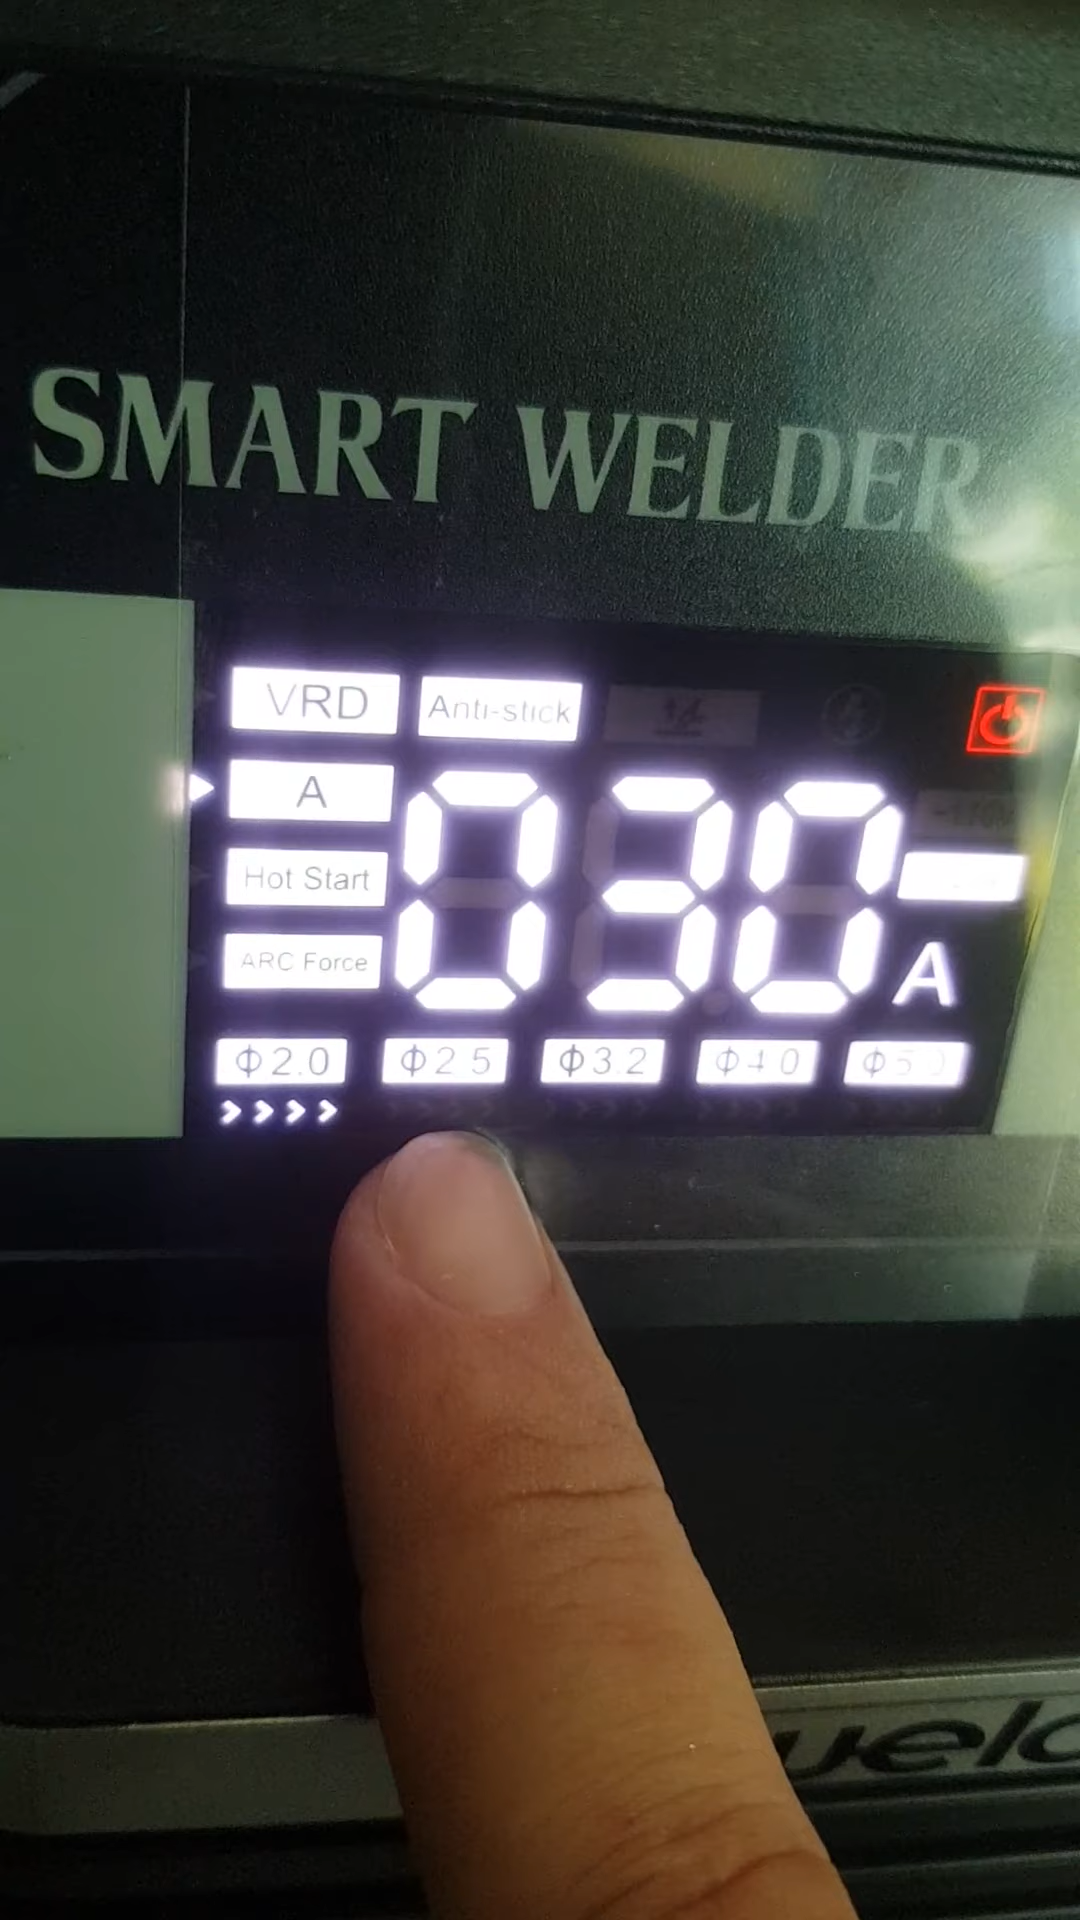 SMART WELDER
VRD Anti-stick
A
030
Hot Start
A
ARC Force
Φ2.0 Φ2.5 Φ3.2 Φ4.0 Φ5.0
>>>>